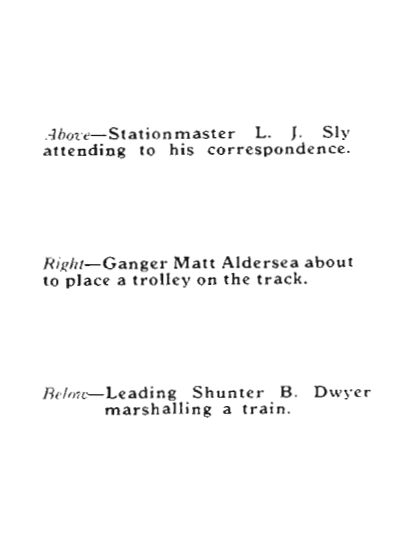 Above—Stationmaster L. J. Sly
attending to his correspondence.
Right—Ganger Matt Aldersea about
to place a trolley on the track.
Below—Leading Shunter B. Dwyer
marshalling a train.